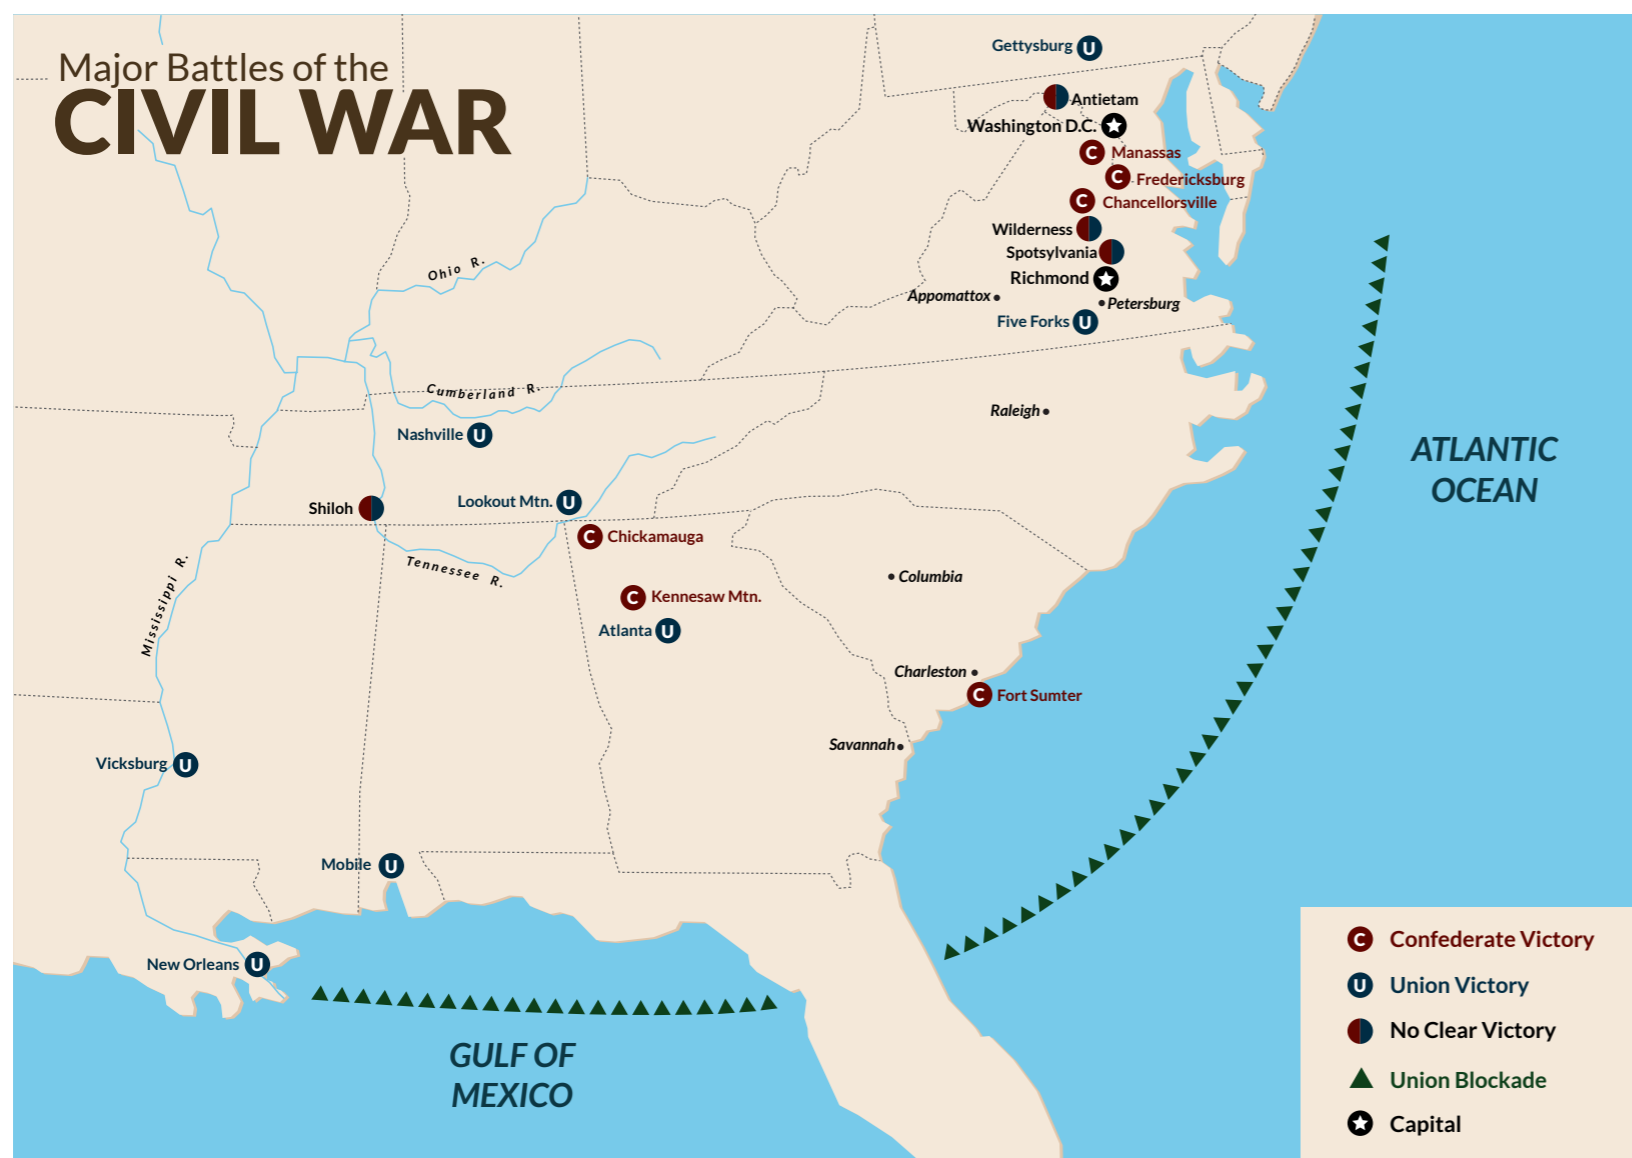 Major Battles of the
CIVIL WAR
Gettysburg U
Antietam
Washington D.C.
C Manassas
C Fredericksburg
C Chancellorsville
Wilderness
Spotsylvania
Richmond
Appomattox
Petersburg
Five Forks U
Ohio R.
Cumberland R.
Nashville U
Raleigh
ATLANTIC
OCEAN
Shiloh
Lookout Mtn. U
C Chickamauga
Tennessee R.
Mississippi R.
Columbia
C Kennesaw Mtn.
Atlanta U
Charleston
C Fort Sumter
Savannah
Vicksburg U
Mobile U
New Orleans U
GULF OF
MEXICO
C Confederate Victory
U Union Victory
No Clear Victory
Union Blockade
Capital